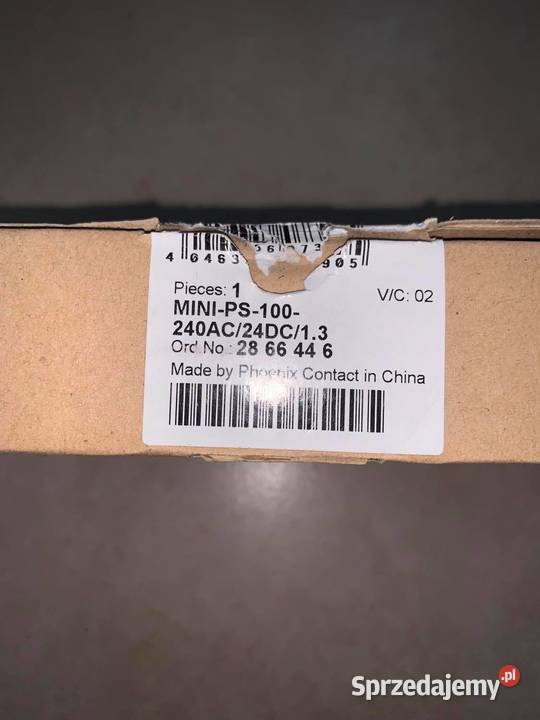 Pieces: 1
V/C: 02
MINI-PS-100-
240AC/24DC/1.3
Ord.No.: 28 66 44 6
Made by Phoenix Contact in China
Sprzedajemy.pl